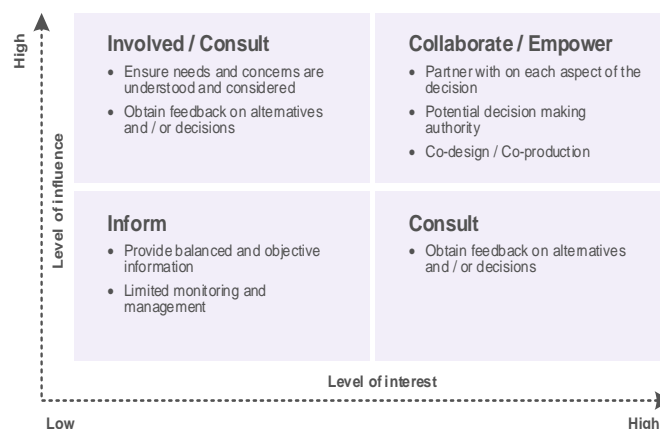 High
Level of influence
Involved / Consult
• Ensure needs and concerns are
understood and considered
• Obtain feedback on alternatives
and / or decisions
Collaborate / Empower
• Partner with on each aspect of the
decision
• Potential decision making
authority
• Co-design / Co-production
Inform
• Provide balanced and objective
information
• Limited monitoring and
management
Consult
• Obtain feedback on alternatives
and / or decisions
Level of interest
Low
High